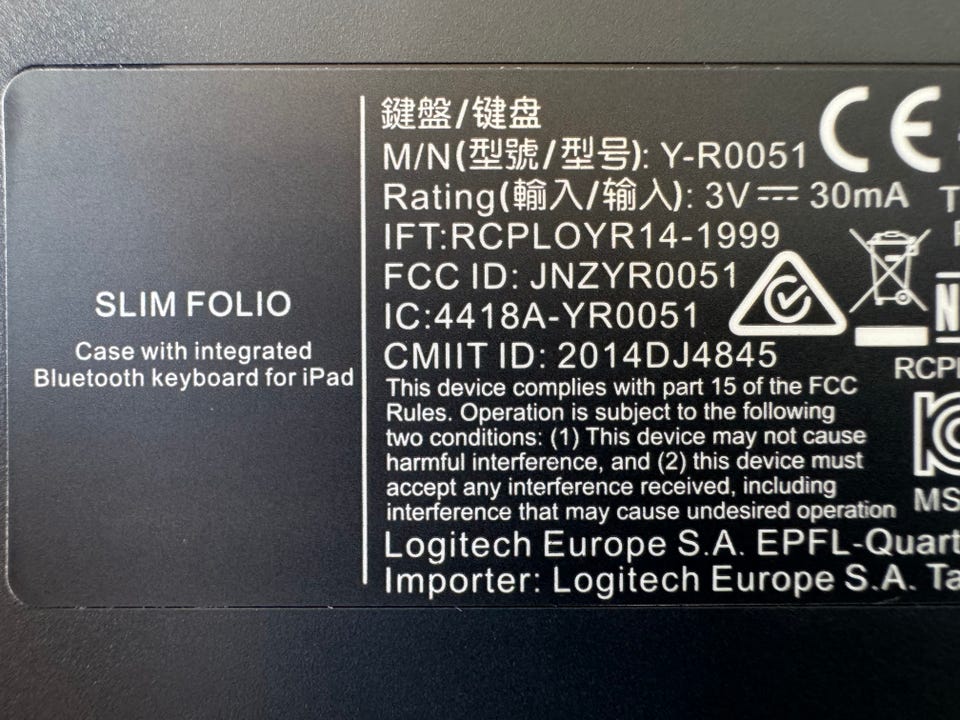 SLIM FOLIO
Case with integrated
Bluetooth keyboard for iPad
鍵盤/键盘
M/N(型號/型号): Y-R0051
Rating(輸入/输入): 3V 30mA
IFT:RCPLOYR14-1999
FCC ID: JNZYR0051
IC:4418A-YR0051
CMIIT ID: 2014DJ4845
This device complies with part 15 of the FCC
Rules. Operation is subject to the following
two conditions: (1) This device may not cause
harmful interference, and (2) this device must
accept any interference received, including
interference that may cause undesired operation
Logitech Europe S.A. EPFL-Quart
Importer: Logitech Europe S.A. Ta
CE
N
RCP
MS